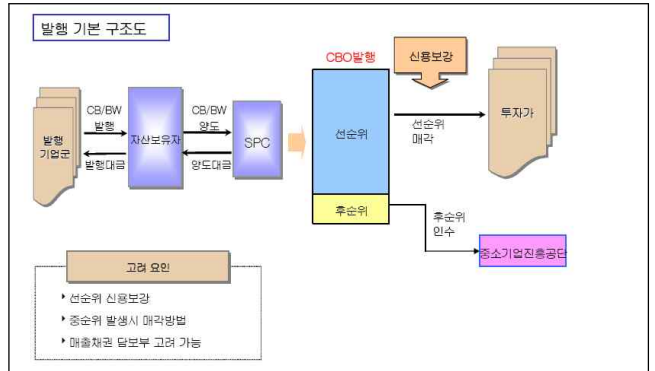 발행 기본 구조도
CBO발행
신용보강
CB/BW
발행
CB/BW
양도
발행
기업군
자산보유자
SPC
발행대금
양도대금
선순위
선순위
매각
투자가
후순위
후순위
인수
중소기업진흥공단
고려 요인
▸ 선순위 신용보강
▸ 중순위 발생시 매각방법
▸ 매출채권 담보부 고려 가능